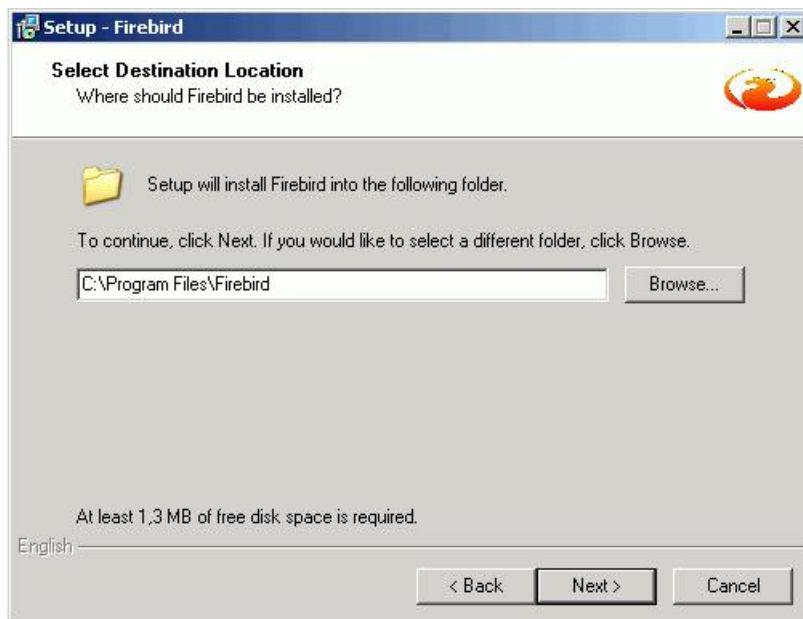 Setup - Firebird
Select Destination Location
Where should Firebird be installed?
Setup will install Firebird into the following folder.
To continue, click Next. If you would like to select a different folder, click Browse.
C:\Program Files\Firebird
Browse...
At least 1,3 MB of free disk space is required.
English
< Back
Next >
Cancel